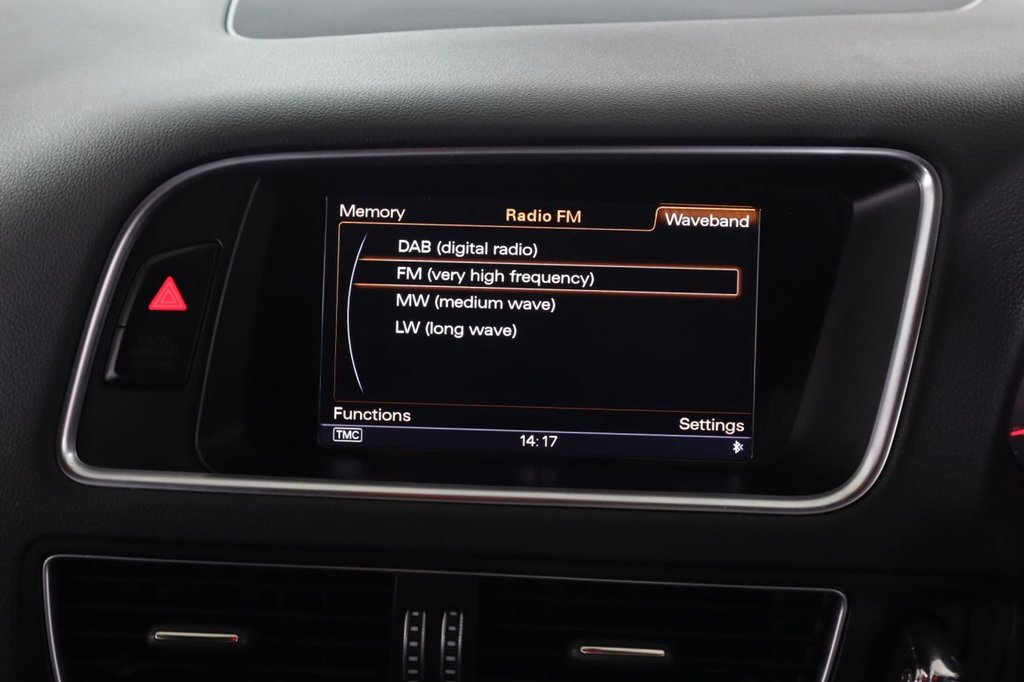 Memory
Radio FM
Waveband
DAB (digital radio)
FM (very high frequency)
MW (medium wave)
LW (long wave)
Functions
Settings
TMC
14:17